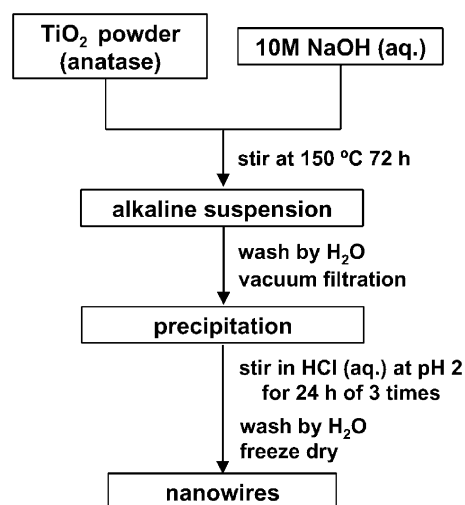 TiO₂ powder
(anatase)
10M NaOH (aq.)
stir at 150 ºC 72 h
alkaline suspension
wash by H₂O
vacuum filtration
precipitation
stir in HCl (aq.) at pH 2
for 24 h of 3 times
wash by H₂O
freeze dry
nanowires